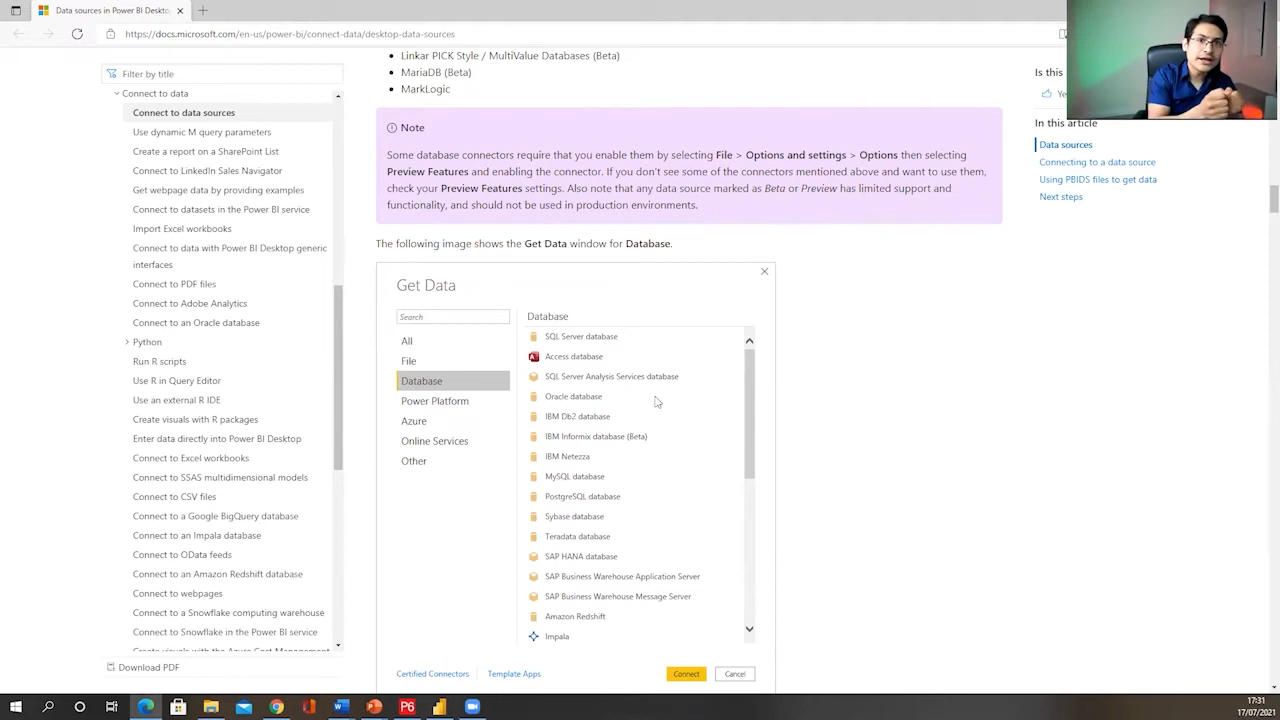 Data sources in Power BI Deskto
https://docs.microsoft.com/en-us/power-bi/connect-data/desktop-data-sources
Filter by title
Connect to data
Connect to data sources
Use dynamic M query parameters
Create a report on a SharePoint List
Connect to LinkedIn Sales Navigator
Get webpage data by providing examples
Connect to datasets in the Power BI service
Import Excel workbooks
Connect to data with Power BI Desktop generic
interfaces
Connect to PDF files
Connect to Adobe Analytics
Connect to an Oracle database
Python
Run R scripts
Use R in Query Editor
Use an external R IDE
Create visuals with R packages
Enter data directly into Power BI Desktop
Connect to Excel workbooks
Connect to SSAS multidimensional models
Connect to CSV files
Connect to a Google BigQuery database
Connect to an Impala database
Connect to OData feeds
Connect to an Amazon Redshift database
Connect to webpages
Connect to a Snowflake computing warehouse
Connect to Snowflake in the Power BI service
Create visuals with the Azure Cost Management
Download PDF
Linkar PICK Style / MultiValue Databases (Beta)
MariaDB (Beta)
MarkLogic
Note
Some database connectors require that you enable them by selecting File > Options and settings > Options then selecting
Preview Features and enabling the connector. If you don't see some of the connectors mentioned above and want to use them,
check your Preview Features settings. Also note that any data source marked as Beta or Preview has limited support and
functionality, and should not be used in production environments.
The following image shows the Get Data window for Database.
Get Data
Search
All
File
Database
Power Platform
Azure
Online Services
Other
Database
SQL Server database
Access database
SQL Server Analysis Services database
Oracle database
IBM Db2 database
IBM Informix database (Beta)
IBM Netezza
MySQL database
PostgreSQL database
Sybase database
Teradata database
SAP HANA database
SAP Business Warehouse Application Server
SAP Business Warehouse Message Server
Amazon Redshift
Impala
Certified Connectors
Template Apps
Connect
Cancel
Is this
Ye
In this article
Data sources
Connecting to a data source
Using PBIDS files to get data
Next steps
P6
17:31
17/07/2021